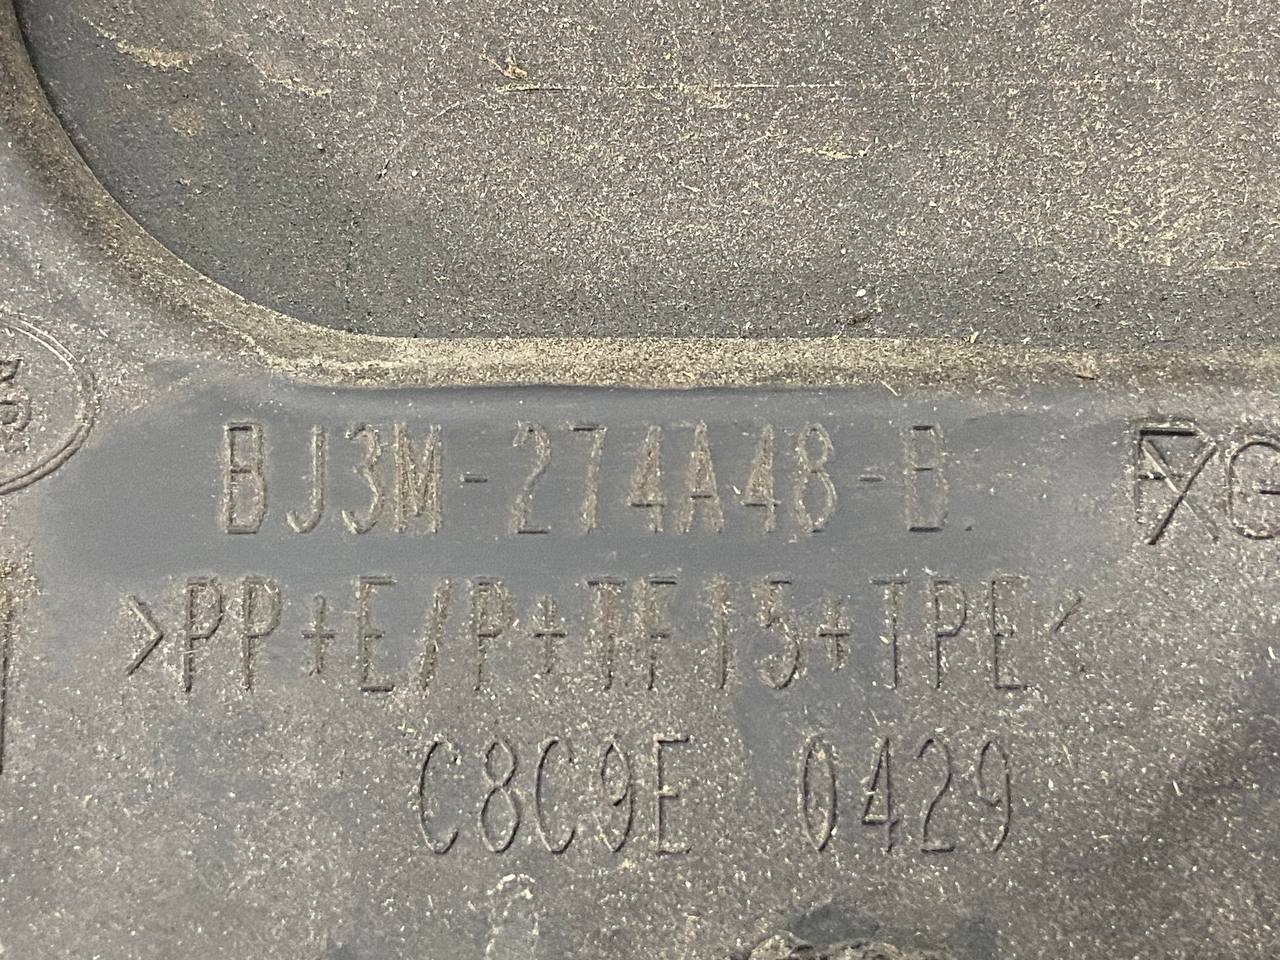 BJ3M-274A48-B
>PP+E/P+TF15+TPE<
C8C9E 0429